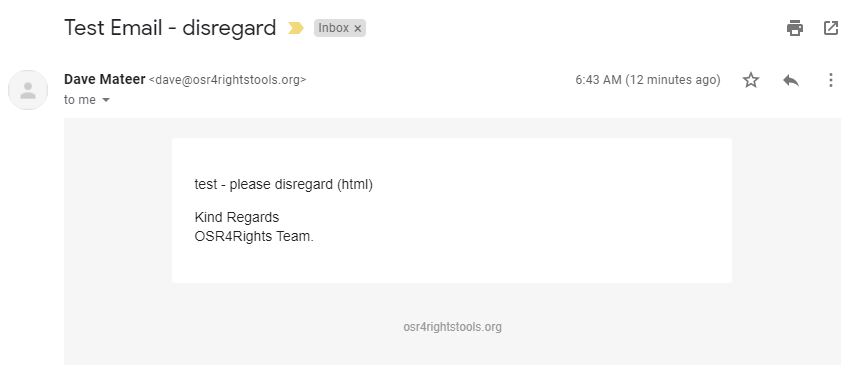 Test Email - disregard Inbox x
Dave Mateer <dave@osr4rightstools.org> 6:43 AM (12 minutes ago)
to me
test - please disregard (html)
Kind Regards
OSR4Rights Team.
osr4rightstools.org